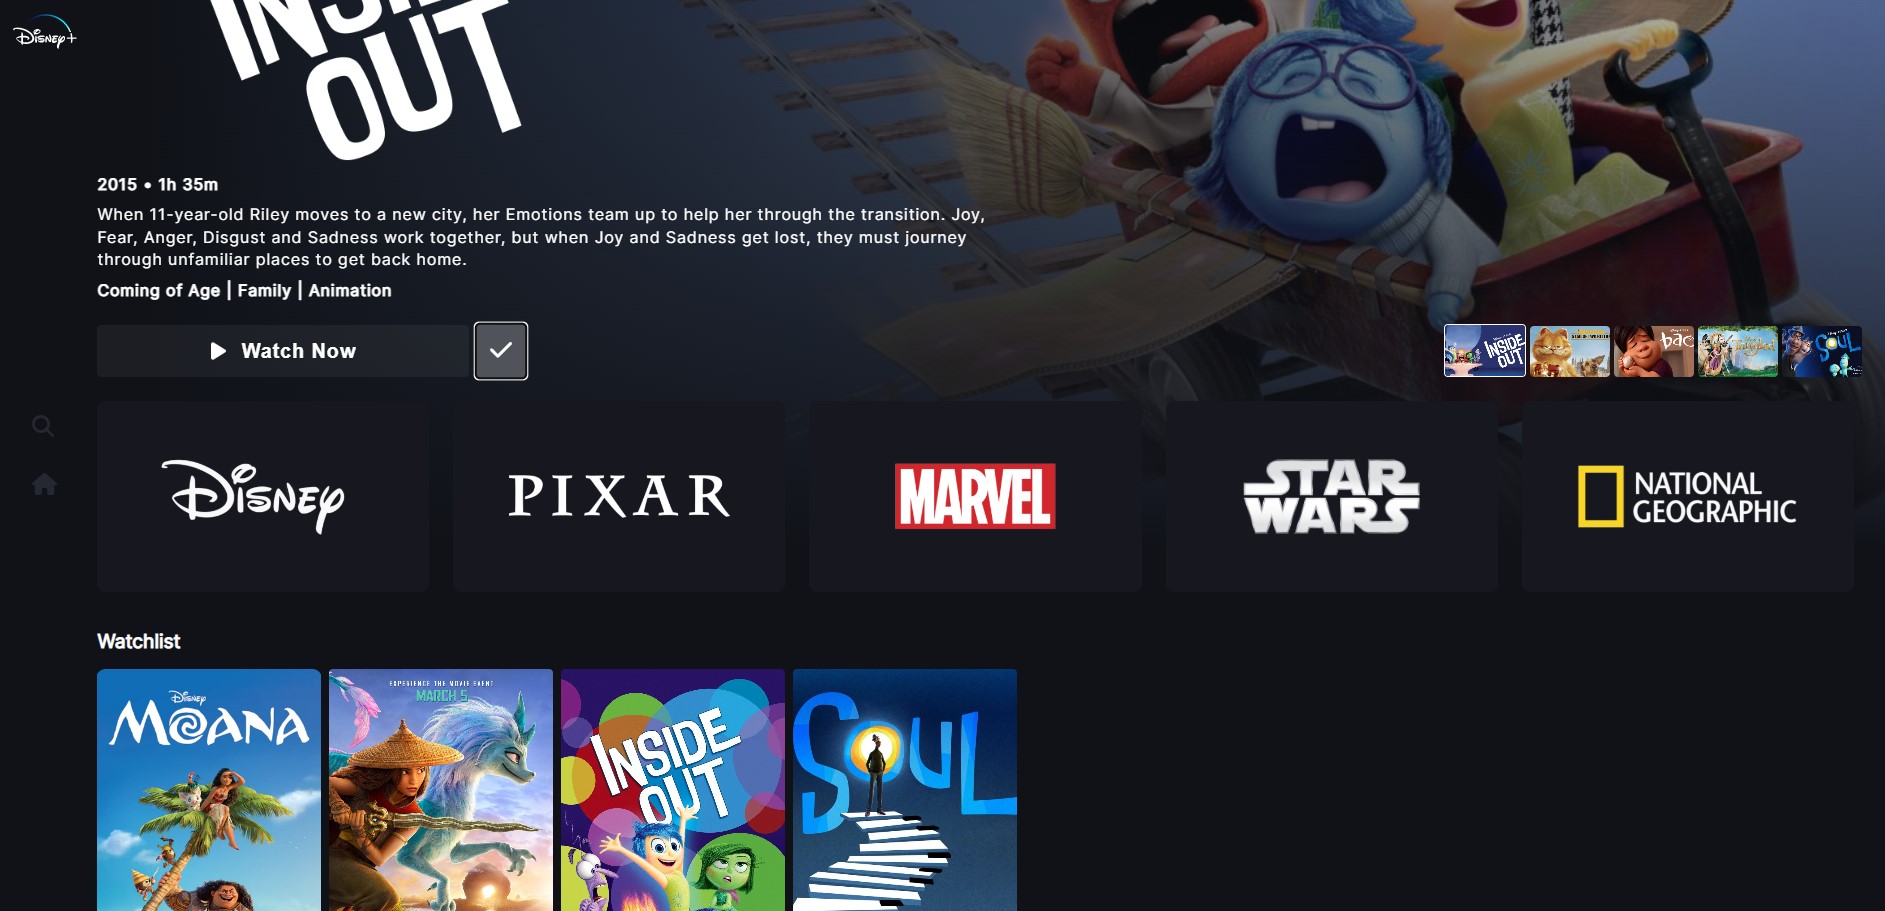 Disney+
INSIDE
OUT
2015 • 1h 35m
When 11-year-old Riley moves to a new city, her Emotions team up to help her through the transition. Joy,
Fear, Anger, Disgust and Sadness work together, but when Joy and Sadness get lost, they must journey
through unfamiliar places to get back home.
Coming of Age | Family | Animation
Watch Now
INSIDE
OUT
bao
SOUL
Disney
PIXAR
MARVEL
STAR
WARS
NATIONAL
GEOGRAPHIC
Watchlist
Disney
MOANA
EXPERIENCE THE MOVIE EVENT
MARCH 5
INSIDE
OUT
SOUL